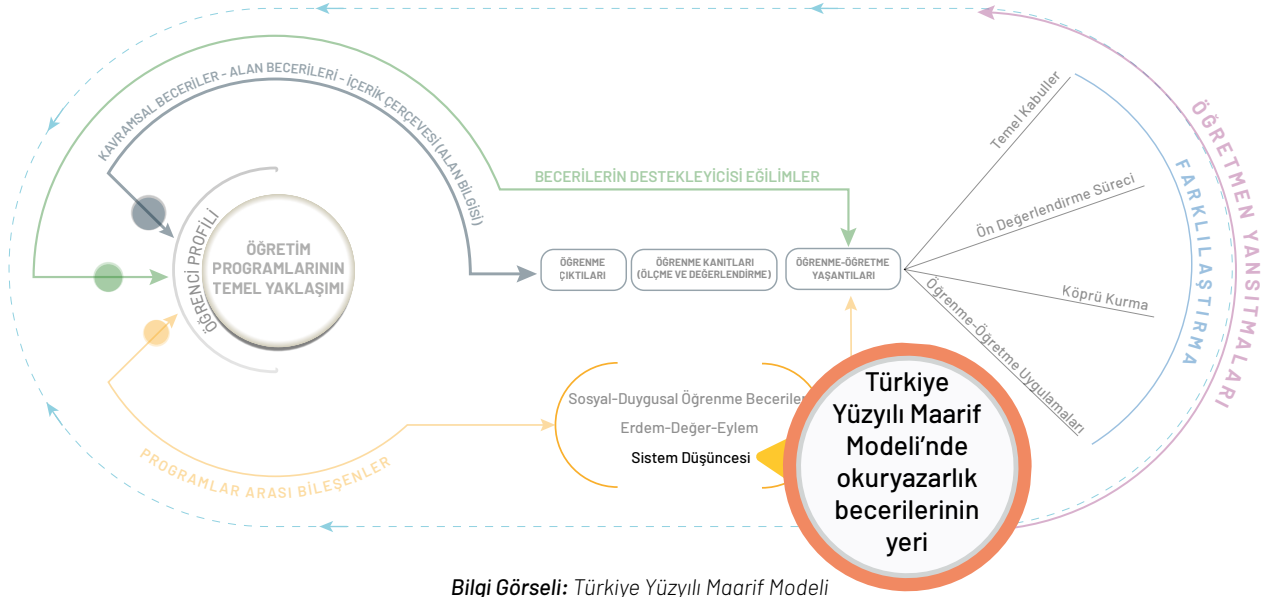 KAVRAMSAL BECERİLER - ALAN BECERİLERİ - İÇERİK ÇERÇEVESİ (ALAN BİLGİSİ)
BECERİLERİN DESTEKLEYİCİSİ EĞİLİMLER
ÖĞRENCİ PROFİLİ
ÖĞRETİM
PROGRAMLARININ
TEMEL YAKLAŞIMI
ÖĞRENME
ÇIKTILARI
ÖĞRENME KANITLARI
(ÖLÇME VE DEĞERLENDİRME)
ÖĞRENME-ÖĞRETME
YAŞANTILARI
Temel Kabuller
Ön Değerlendirme Süreci
Köprü Kurma
Öğrenme-Öğretme Uygulamaları
FARKLILAŞTIRMA
ÖĞRETMEN YANSITMALARI
PROGRAMLAR ARASI BİLEŞENLER
Sosyal-Duygusal Öğrenme Beceriler
Erdem-Değer-Eylem
Sistem Düşüncesi
Türkiye
Yüzyılı Maarif
Modeli’nde
okuryazarlık
becerilerinin
yeri
Bilgi Görseli: Türkiye Yüzyılı Maarif Modeli